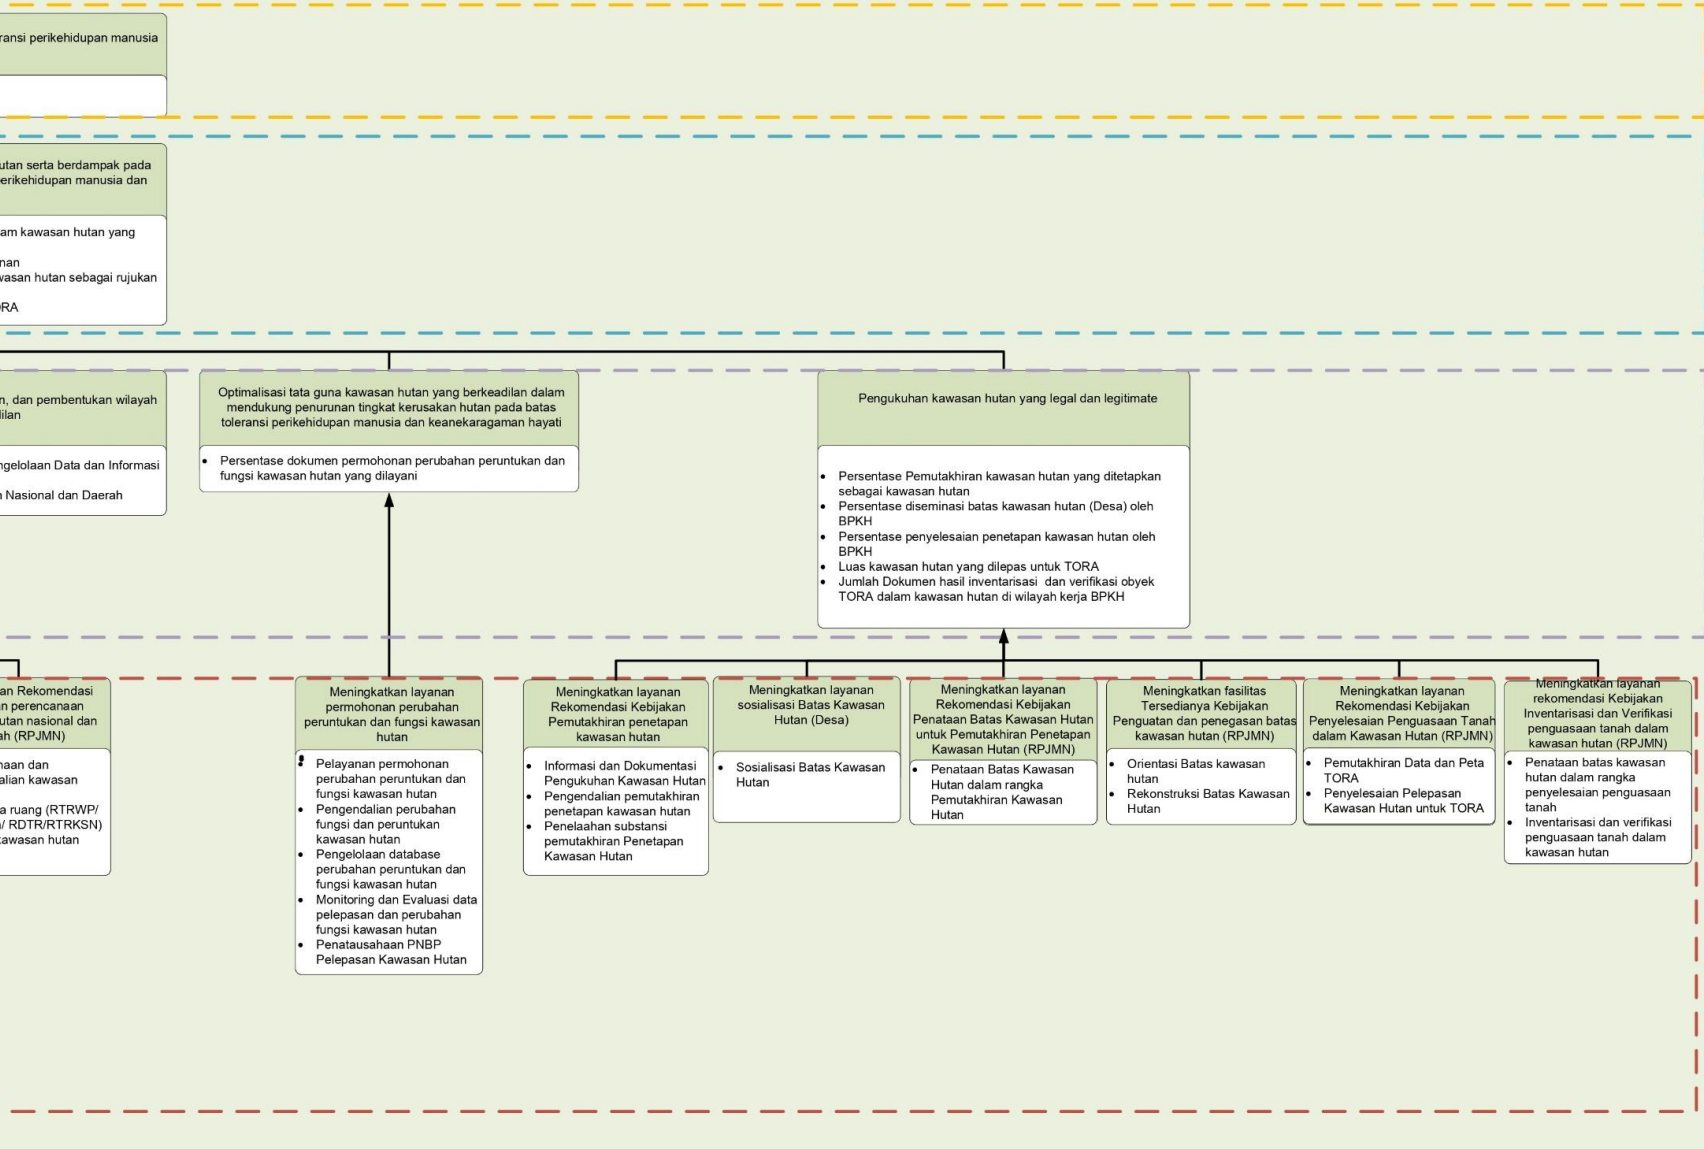 ransi perikehidupan manusia
utan serta berdampak pada
erikehidupan manusia dan
am kawasan hutan yang
nan
wasan hutan sebagai rujukan
ORA
n, dan pembentukan wilayah
ilan
ngelolaan Data dan Informasi
n Nasional dan Daerah
Optimalisasi tata guna kawasan hutan yang berkeadilan dalam
mendukung penurunan tingkat kerusakan hutan pada batas
toleransi perikehidupan manusia dan keanekaragaman hayati
• Persentase dokumen permohonan perubahan peruntukan dan
fungsi kawasan hutan yang dilayani
Pengukuhan kawasan hutan yang legal dan legitimate
• Persentase Pemutakhiran kawasan hutan yang ditetapkan
sebagai kawasan hutan
• Persentase diseminasi batas kawasan hutan (Desa) oleh
BPKH
• Persentase penyelesaian penetapan kawasan hutan oleh
BPKH
• Luas kawasan hutan yang dilepas untuk TORA
• Jumlah Dokumen hasil inventarisasi  dan verifikasi obyek
TORA dalam kawasan hutan di wilayah kerja BPKH
an Rekomendasi
an perencanaan
utan nasional dan
ah (RPJMN)
naan dan
alian kawasan
a ruang (RTRWP/
/ RDTR/RTRKSN)
kawasan hutan
Meningkatkan layanan
permohonan perubahan
peruntukan dan fungsi kawasan
hutan
•
• Pelayanan permohonan
perubahan peruntukan dan
fungsi kawasan hutan
• Pengendalian perubahan
fungsi dan peruntukan
kawasan hutan
• Pengelolaan database
perubahan peruntukan dan
fungsi kawasan hutan
• Monitoring dan Evaluasi data
pelepasan dan perubahan
fungsi kawasan hutan
• Penatausahaan PNBP
Pelepasan Kawasan Hutan
Meningkatkan layanan
Rekomendasi Kebijakan
Pemutakhiran penetapan
kawasan hutan
• Informasi dan Dokumentasi
Pengukuhan Kawasan Hutan
• Pengendalian pemutakhiran
penetapan kawasan hutan
• Penelaahan substansi
pemutakhiran Penetapan
Kawasan Hutan
Meningkatkan layanan
sosialisasi Batas Kawasan
Hutan (Desa)
• Sosialisasi Batas Kawasan
Hutan
Meningkatkan layanan
Rekomendasi Kebijakan
Penataan Batas Kawasan Hutan
untuk Pemutakhiran Penetapan
Kawasan Hutan (RPJMN)
• Penataan Batas Kawasan
Hutan dalam rangka
Pemutakhiran Kawasan
Hutan
Meningkatkan fasilitas
Tersedianya Kebijakan
Penguatan dan penegasan batas
kawasan hutan (RPJMN)
• Orientasi Batas kawasan
hutan
• Rekonstruksi Batas Kawasan
Hutan
Meningkatkan layanan
Rekomendasi Kebijakan
Penyelesaian Penguasaan Tanah
dalam Kawasan Hutan (RPJMN)
• Pemutakhiran Data dan Peta
TORA
• Penyelesaian Pelepasan
Kawasan Hutan untuk TORA
Meningkatkan layanan
rekomendasi Kebijakan
Inventarisasi dan Verifikasi
penguasaan tanah dalam
kawasan hutan (RPJMN)
• Penataan batas kawasan
hutan dalam rangka
penyelesaian penguasaan
tanah
• Inventarisasi dan verifikasi
penguasaan tanah dalam
kawasan hutan